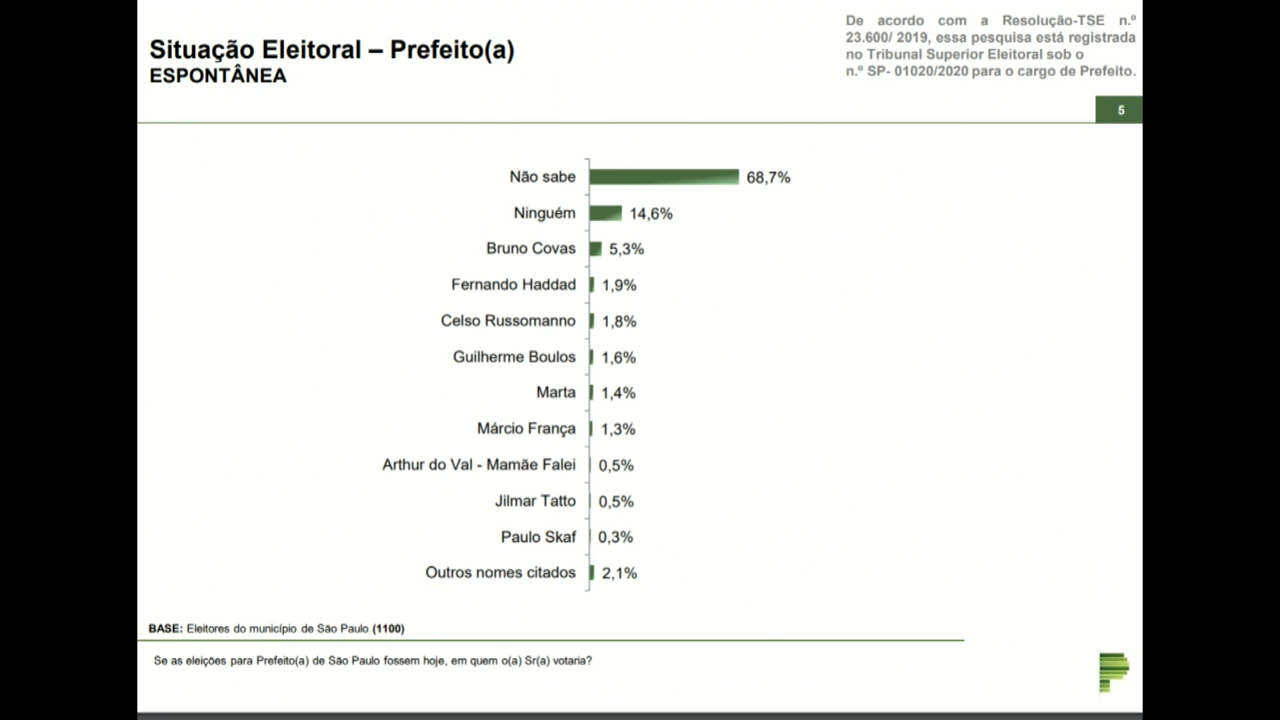 Situação Eleitoral – Prefeito(a)
ESPONTÂNEA
De acordo com a Resolução-TSE n.º
23.600/ 2019, essa pesquisa está registrada
no Tribunal Superior Eleitoral sob o
n.º SP- 01020/2020 para o cargo de Prefeito.
5
Não sabe 68,7%
Ninguém 14,6%
Bruno Covas 5,3%
Fernando Haddad 1,9%
Celso Russomanno 1,8%
Guilherme Boulos 1,6%
Marta 1,4%
Márcio França 1,3%
Arthur do Val - Mamãe Falei 0,5%
Jilmar Tatto 0,5%
Paulo Skaf 0,3%
Outros nomes citados 2,1%
BASE: Eleitores do município de São Paulo (1100)
Se as eleições para Prefeito(a) de São Paulo fossem hoje, em quem o(a) Sr(a) votaria?